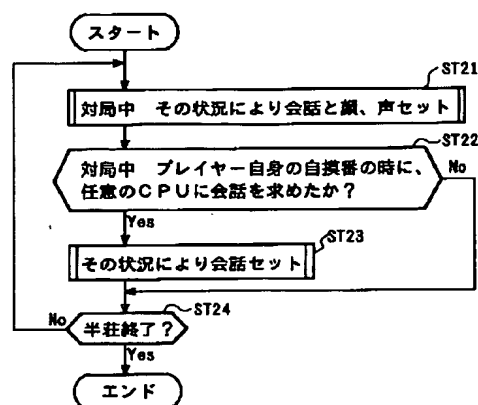 スタート
ST21
対局中 その状況により会話と顔、声セット
ST22
対局中 プレイヤー自身の自摸番の時に、
任意のCPUに会話を求めたか？
No
Yes
ST23
その状況により会話セット
ST24
No
半荘終了？
Yes
エンド